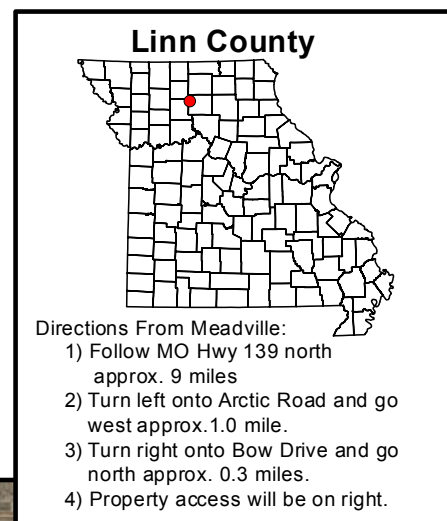 Linn County
Directions From Meadville:
1) Follow MO Hwy 139 north
approx. 9 miles
2) Turn left onto Arctic Road and go
west approx.1.0 mile.
3) Turn right onto Bow Drive and go
north approx. 0.3 miles.
4) Property access will be on right.